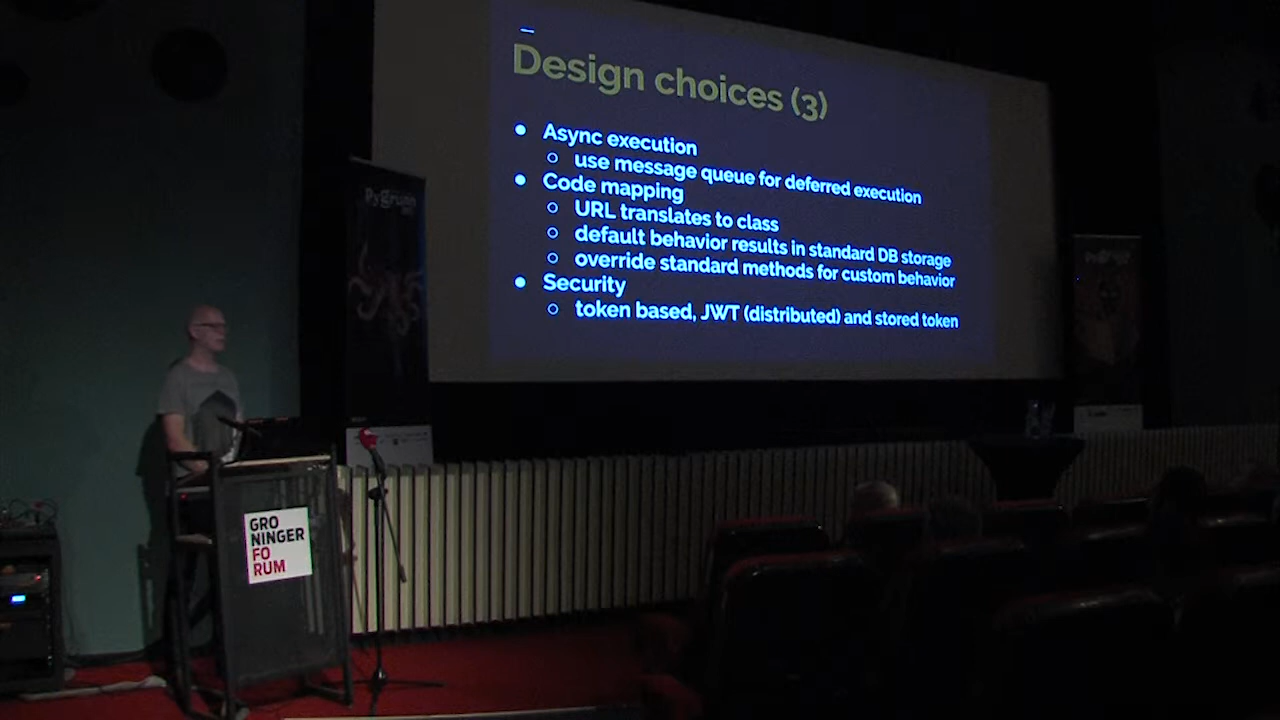 Design choices (3)
● Async execution
○ use message queue for deferred execution
● Code mapping
○ URL translates to class
○ default behavior results in standard DB storage
○ override standard methods for custom behavior
● Security
○ token based, JWT (distributed) and stored token
PyGrunn
GRO
NINGER
FO
RUM